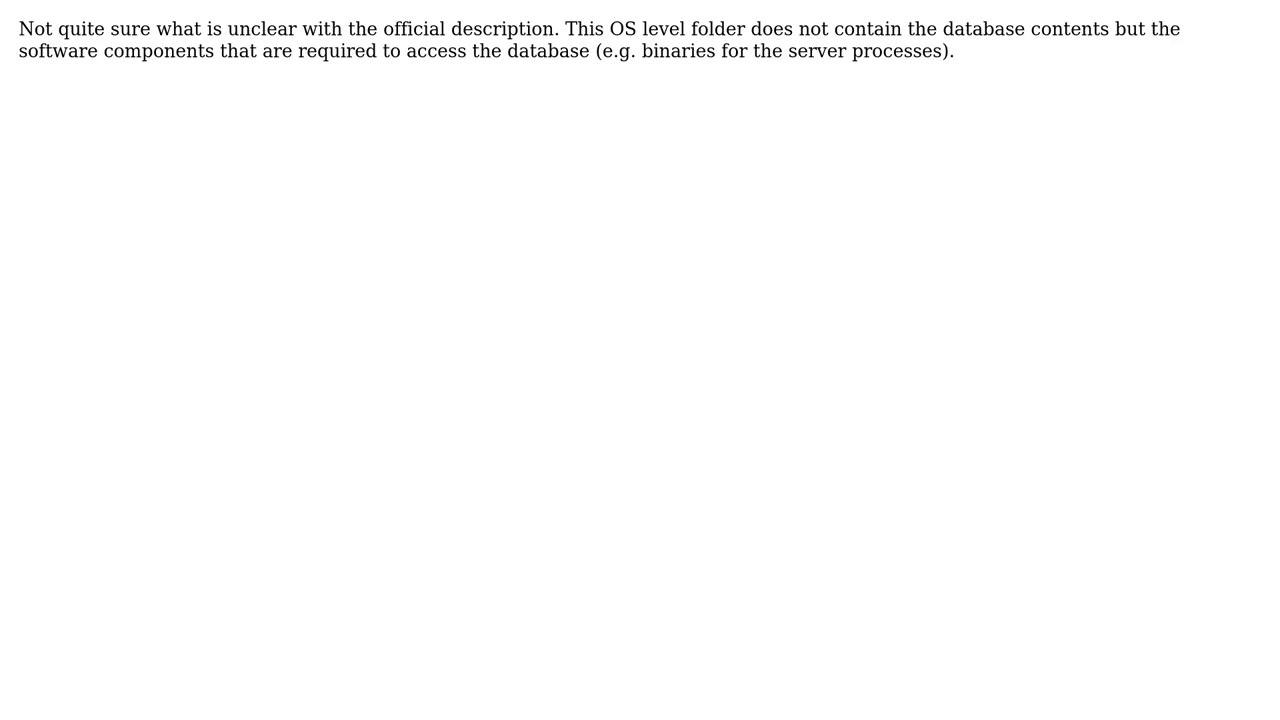 Not quite sure what is unclear with the official description. This OS level folder does not contain the database contents but the
software components that are required to access the database (e.g. binaries for the server processes).